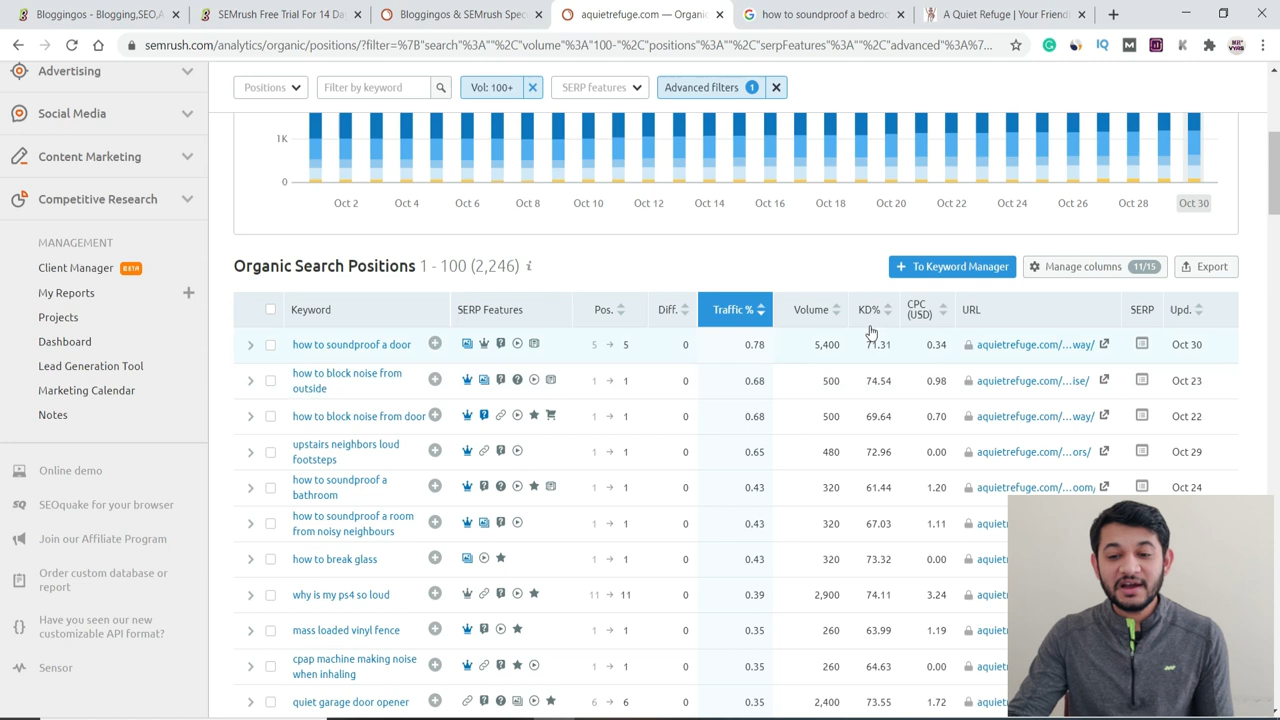 Bloggingos - Blogging,SEO,A
SEMrush Free Trial For 14 Da
Bloggingos & SEMrush Spec
aquietrefuge.com — Organic
how to soundproof a bedroo
A Quiet Refuge | Your Friend
semrush.com/analytics/organic/positions/?filter=%7B"search"%3A""%2C"volume"%3A"100-"%2C"positions"%3A""%2C"serpFeatures"%3A""%2C"advanced"%3A%7...
Advertising
Social Media
Content Marketing
Competitive Research
MANAGEMENT
Client Manager BETA
My Reports
Projects
Dashboard
Lead Generation Tool
Marketing Calendar
Notes
Online demo
SEOquake for your browser
Join our Affiliate Program
Order custom database or
report
Have you seen our new
customizable API format?
Sensor
Positions Filter by keyword Vol: 100+ SERP features Advanced filters 1
1K
0
Oct 2 Oct 4 Oct 6 Oct 8 Oct 10 Oct 12 Oct 14 Oct 16 Oct 18 Oct 20 Oct 22 Oct 24 Oct 26 Oct 28 Oct 30
Organic Search Positions 1 - 100 (2,246) i
+ To Keyword Manager Manage columns 11/15 Export
Keyword SERP Features Pos. Diff. Traffic % Volume KD% CPC (USD) URL SERP Upd.
how to soundproof a door 5 → 5 0 0.78 5,400 71.31 0.34 aquietrefuge.com/...way/ Oct 30
how to block noise from
outside 1 → 1 0 0.68 500 74.54 0.98 aquietrefuge.com/...ise/ Oct 23
how to block noise from door 1 → 1 0 0.68 500 69.64 0.70 aquietrefuge.com/...way/ Oct 22
upstairs neighbors loud
footsteps 1 → 1 0 0.65 480 72.96 0.00 aquietrefuge.com/...ors/ Oct 29
how to soundproof a
bathroom 1 → 1 0 0.43 320 61.44 1.20 aquietrefuge.com/...oom/ Oct 24
how to soundproof a room
from noisy neighbours 1 → 1 0 0.43 320 67.03 1.11 aquiet
how to break glass 1 → 1 0 0.43 320 73.32 0.00 aquiet
why is my ps4 so loud 11 → 11 0 0.39 2,900 74.11 3.24 aquiet
mass loaded vinyl fence 1 → 1 0 0.35 260 63.99 1.19 aquiet
cpap machine making noise
when inhaling 1 → 1 0 0.35 260 64.63 0.00 aquiet
quiet garage door opener 6 → 6 0 0.35 2,400 73.55 1.72 aquiet